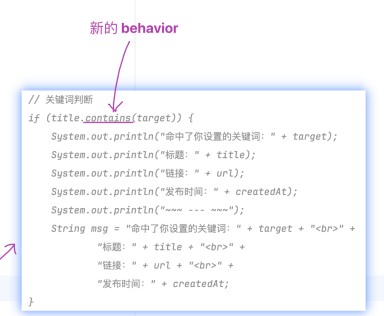 新的 behavior
// 关键词判断
if (title.contains(target)) {
System.out.println("命中了你设置的关键词：" + target);
System.out.println("标题：" + title);
System.out.println("链接：" + url);
System.out.println("发布时间：" + createdAt);
System.out.println("~~~ --- ~~~");
String msg = "命中了你设置的关键词：" + target + "<br>" +
"标题：" + title + "<br>" +
"链接：" + url + "<br>" +
"发布时间：" + createdAt;
}